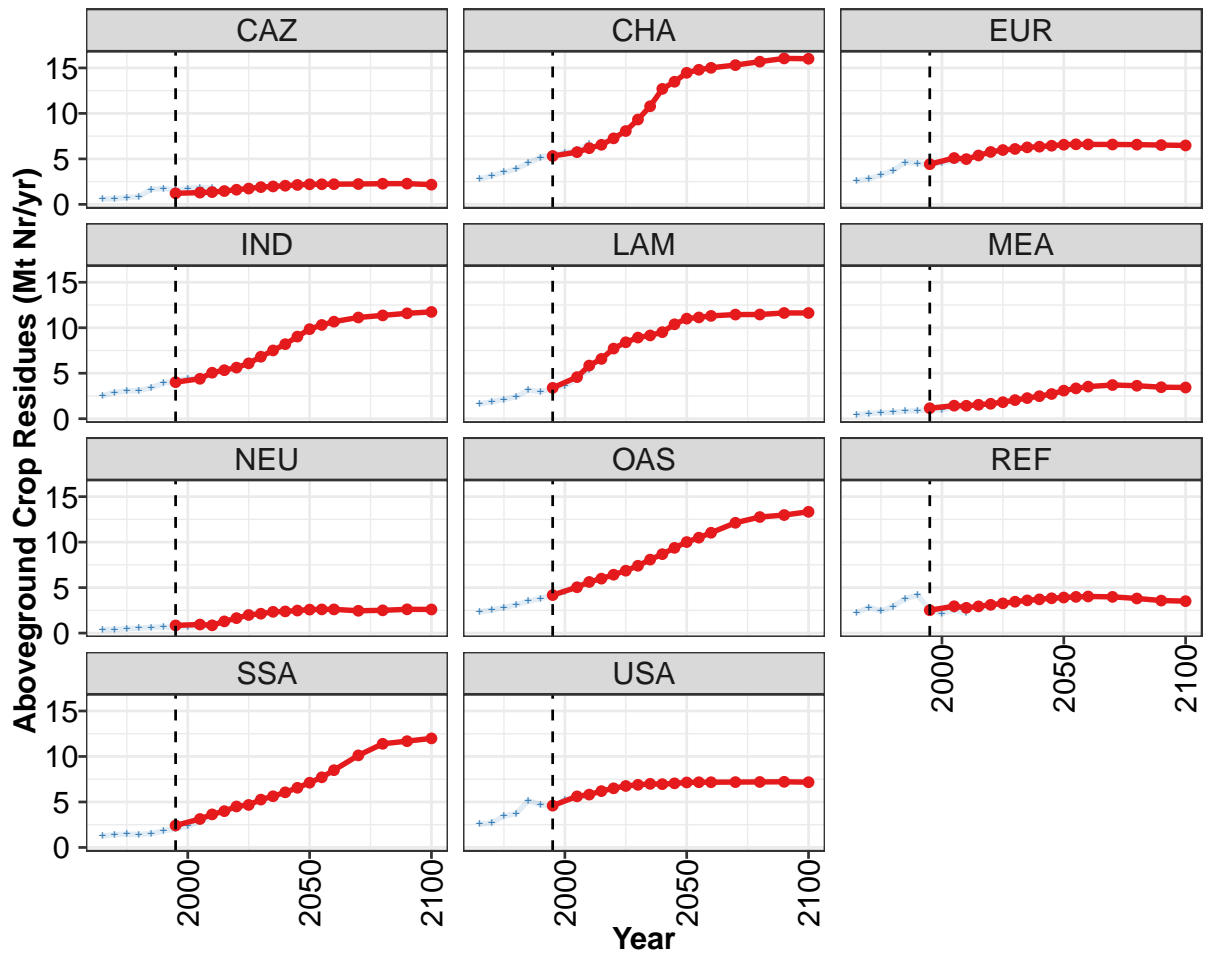 CAZ CHA EUR
15
10
5
0
IND LAM MEA
15
10
5
0
NEU OAS REF
15
10
5
0
SSA USA
15
10
5
0
2000 2050 2100
2000 2050 2100
2000 2050 2100
Year
Aboveground Crop Residues (Mt Nr/yr)